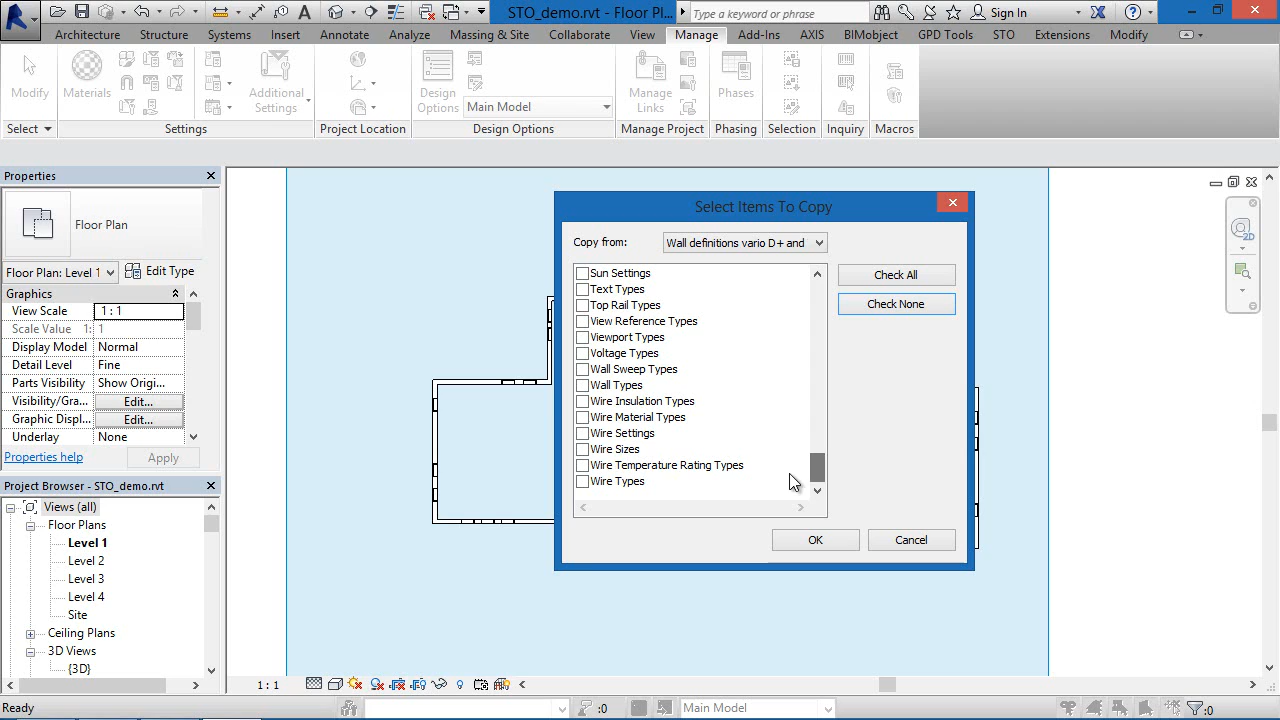 STO_demo.rvt - Floor Pl...
Type a keyword or phrase
Sign In
Architecture
Structure
Systems
Insert
Annotate
Analyze
Massing & Site
Collaborate
View
Manage
Add-Ins
AXIS
BIMobject
GPD Tools
STO
Extensions
Modify
Modify
Materials
Additional Settings
Design Options
Main Model
Manage Links
Phases
Select
Settings
Project Location
Design Options
Manage Project
Phasing
Selection
Inquiry
Macros
Properties
Floor Plan
Floor Plan: Level 1
Edit Type
Graphics
View Scale
1 : 1
Scale Value 1:
1
Display Model
Normal
Detail Level
Fine
Parts Visibility
Show Origi...
Visibility/Gra...
Edit...
Graphic Displ...
Edit...
Underlay
None
Properties help
Apply
Project Browser - STO_demo.rvt
Views (all)
Floor Plans
Level 1
Level 2
Level 3
Level 4
Site
Ceiling Plans
3D Views
{3D}
Select Items To Copy
Copy from:
Wall definitions vario D+ and
Sun Settings
Text Types
Top Rail Types
View Reference Types
Viewport Types
Voltage Types
Wall Sweep Types
Wall Types
Wire Insulation Types
Wire Material Types
Wire Settings
Wire Sizes
Wire Temperature Rating Types
Wire Types
Check All
Check None
OK
Cancel
2D
1 : 1
Ready
:0
Main Model
:0